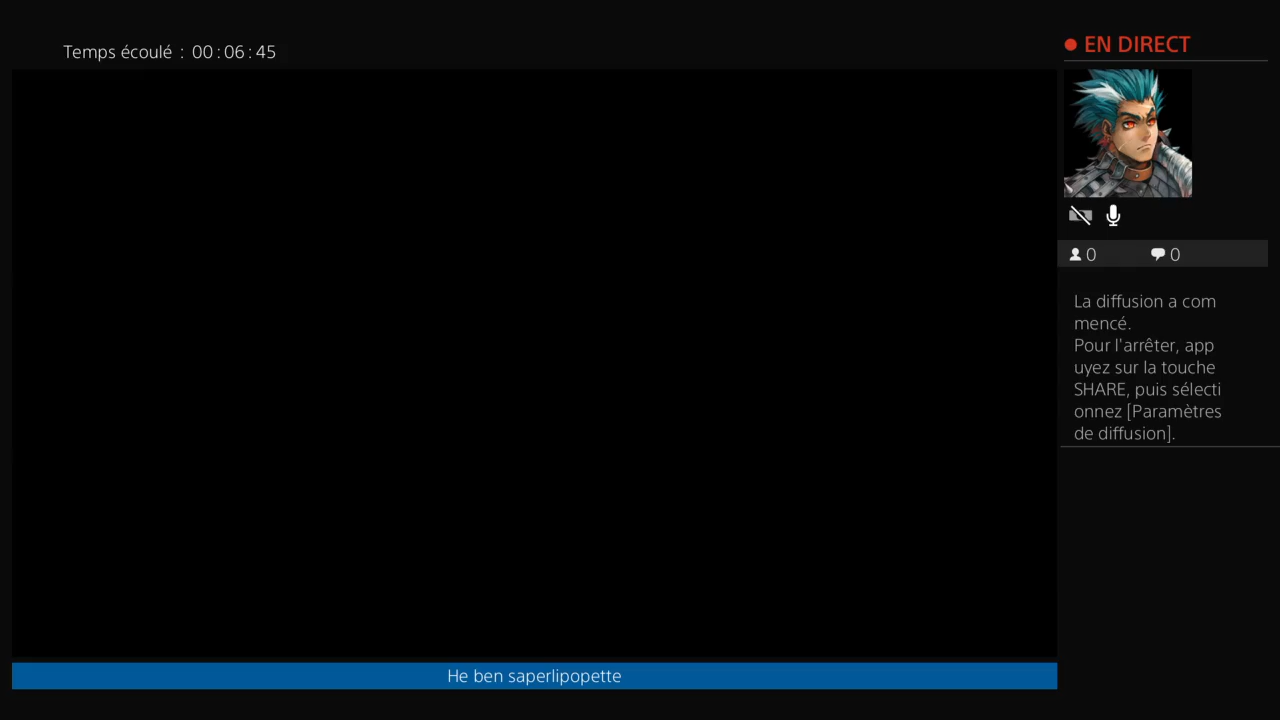 Temps écoulé : 00:06:45
EN DIRECT
0 0
La diffusion a com
mencé.
Pour l'arrêter, app
uyez sur la touche
SHARE, puis sélecti
onnez [Paramètres
de diffusion].
He ben saperlipopette